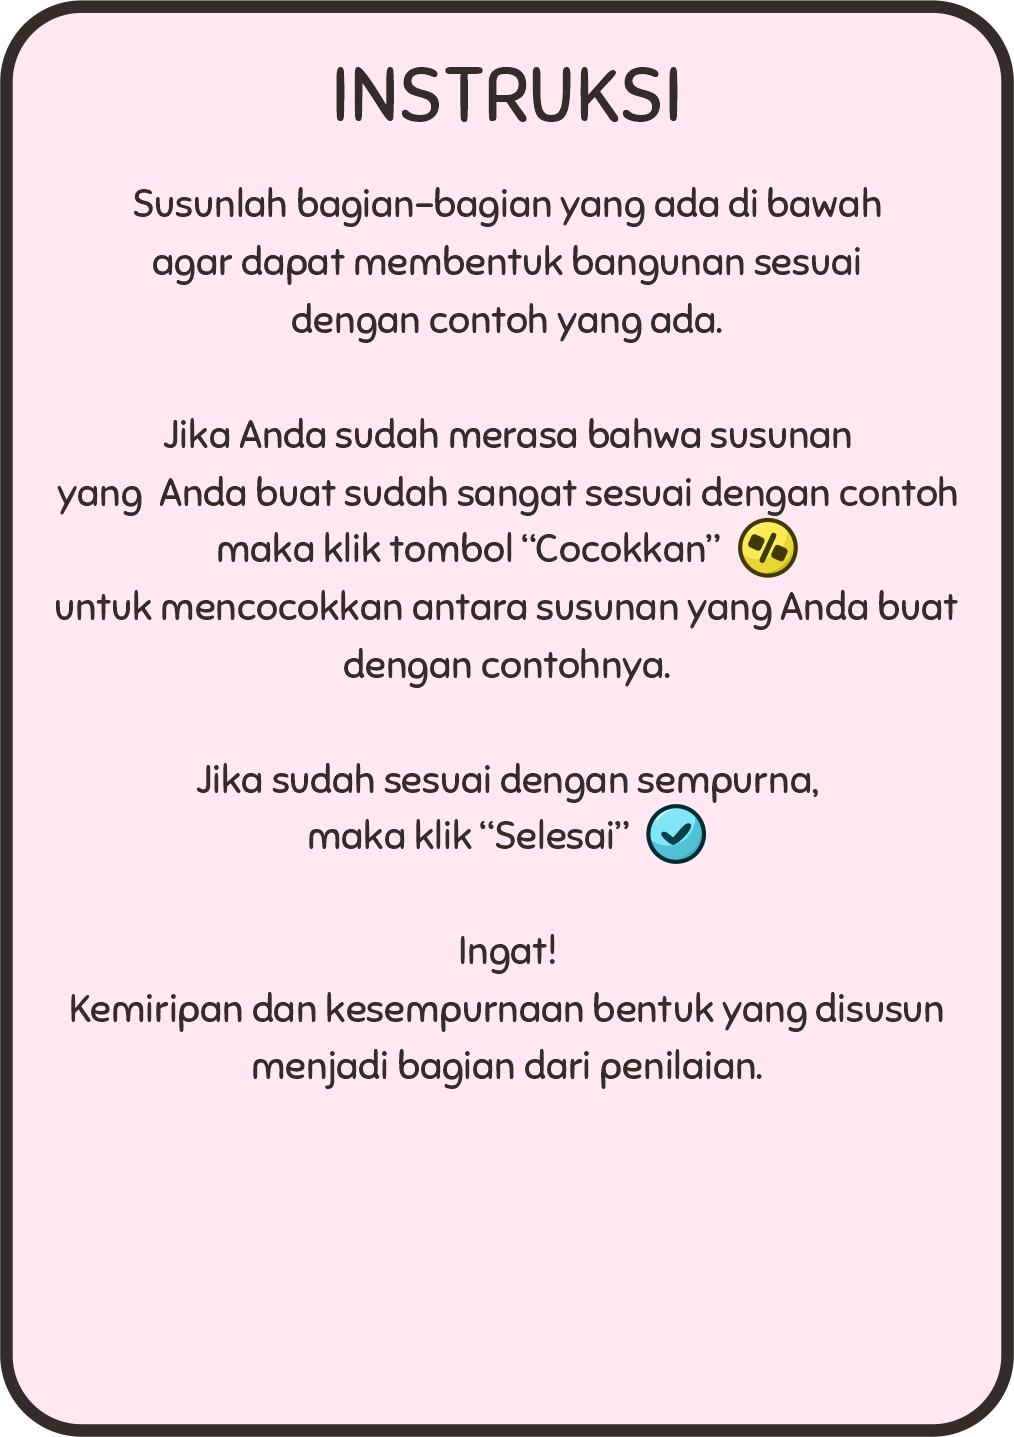 INSTRUKSI
Susunlah bagian-bagian yang ada di bawah
agar dapat membentuk bangunan sesuai
dengan contoh yang ada.
Jika Anda sudah merasa bahwa susunan
yang  Anda buat sudah sangat sesuai dengan contoh
maka klik tombol “Cocokkan”
untuk mencocokkan antara susunan yang Anda buat
dengan contohnya.
Jika sudah sesuai dengan sempurna,
maka klik “Selesai”
Ingat!
Kemiripan dan kesempurnaan bentuk yang disusun
menjadi bagian dari penilaian.